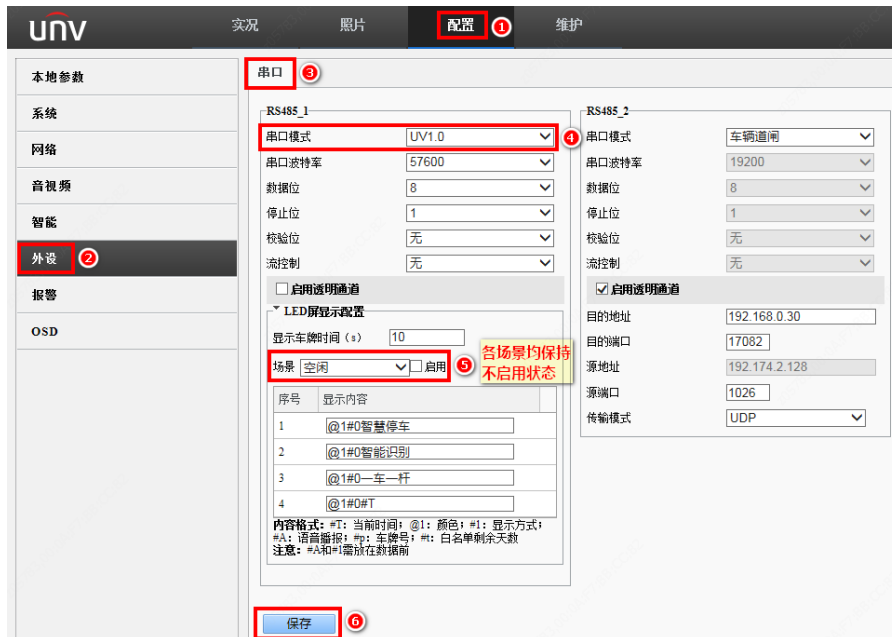 unv
实况 照片 配置 1 维护
本地参数
系统
网络
音视频
智能
外设 2
报警
OSD
串口 3
RS485_1
串口模式 UV1.0 4
串口波特率 57600
数据位 8
停止位 1
校验位 无
流控制 无
启用透明通道
LED屏显示配置
显示车牌时间（s） 10
场景 空闲 启用 5
各场景均保持
不启用状态
序号 显示内容
1 @1#0智慧停车
2 @1#0智能识别
3 @1#0一车一杆
4 @1#0#T
内容格式：#T：当前时间；@1：颜色；#1：显示方式；
#A：语音播报；#p：车牌号；#t：白名单剩余天数
注意：#A和#1需放在数据前
RS485_2
串口模式 车辆道闸
串口波特率 19200
数据位 8
停止位 1
校验位 无
流控制 无
启用透明通道
目的地址 192.168.0.30
目的端口 17082
源地址 192.174.2.128
源端口 1026
传输模式 UDP
保存 6